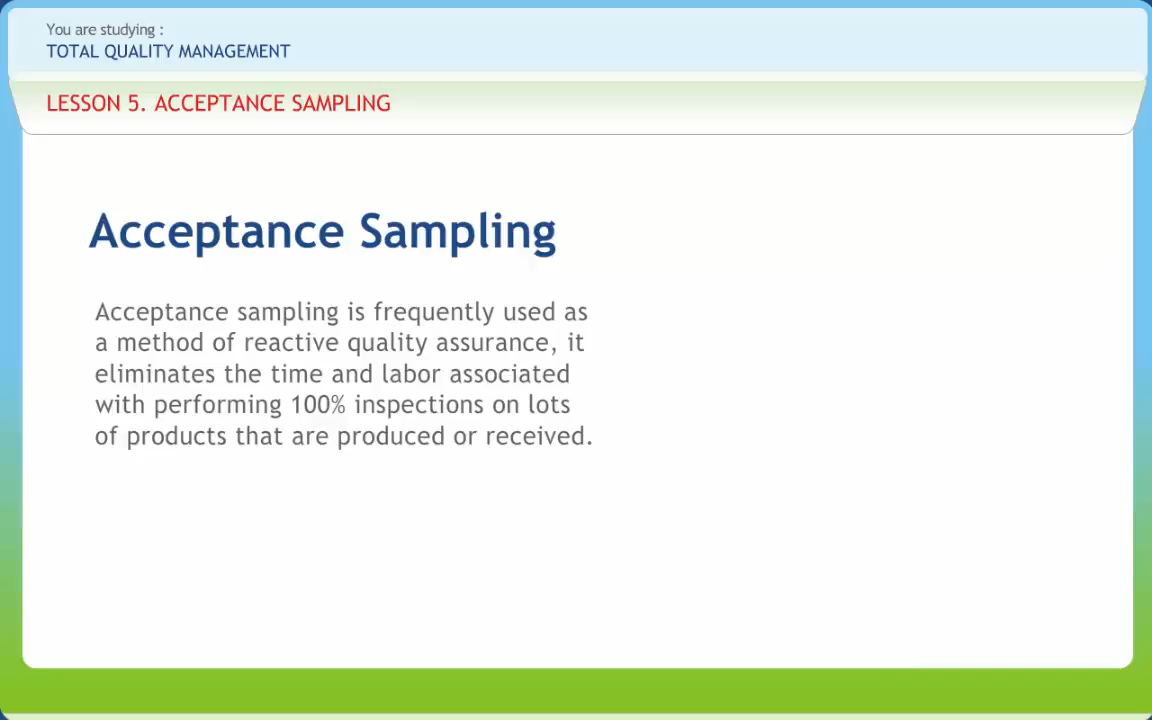 You are studying :
TOTAL QUALITY MANAGEMENT
LESSON 5. ACCEPTANCE SAMPLING
Acceptance Sampling
Acceptance sampling is frequently used as
a method of reactive quality assurance, it
eliminates the time and labor associated
with performing 100% inspections on lots
of products that are produced or received.